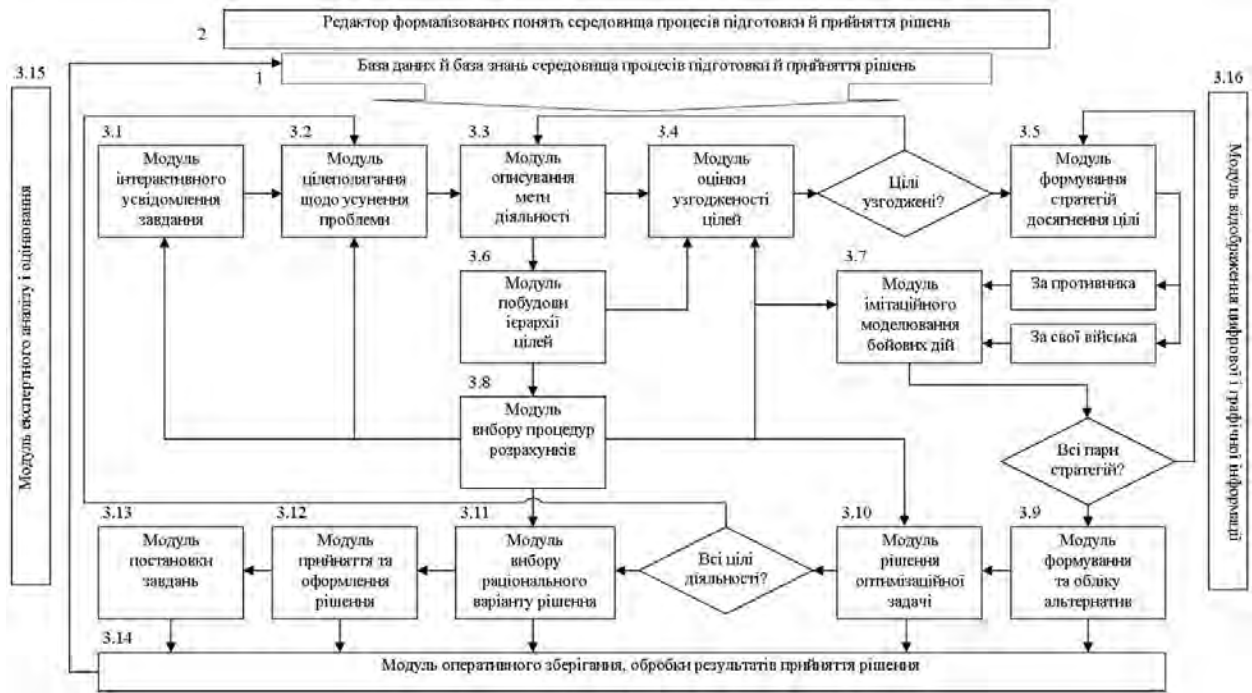 2
Редактор формалізованих понять середовища процесів підготовки й прийняття рішень
3.15
1
База даних й база знань середовища процесів підготовки й прийняття рішень
3.16
Модуль експертного аналізу і оцінювання
Модуль відображення цифрової і графічної інформації
3.1
Модуль
інтерактивного
усвідомлення
завдання
3.2
Модуль
цілеполягання
щодо усунення
проблеми
3.3
Модуль
описування
мети
діяльності
3.4
Модуль
оцінки
узгодженості
цілей
Цілі
узгоджені?
3.5
Модуль
формування
стратегій
досягнення цілі
3.6
Модуль
побудови
ієрархії
цілей
3.7
Модуль
імітаційного
моделювання
бойових дій
За противника
За свої війська
3.8
Модуль
вибору процедур
розрахунків
Всі пари
стратегій?
3.13
Модуль
постановки
завдань
3.12
Модуль
прийняття та
оформлення
рішення
3.11
Модуль
вибору
раціонального
варіанту рішення
Всі цілі
діяльності?
3.10
Модуль
рішення
оптимізаційної
задачі
3.9
Модуль
формування
та обліку
альтернатив
3.14
Модуль оперативного зберігання, обробки результатів прийняття рішення